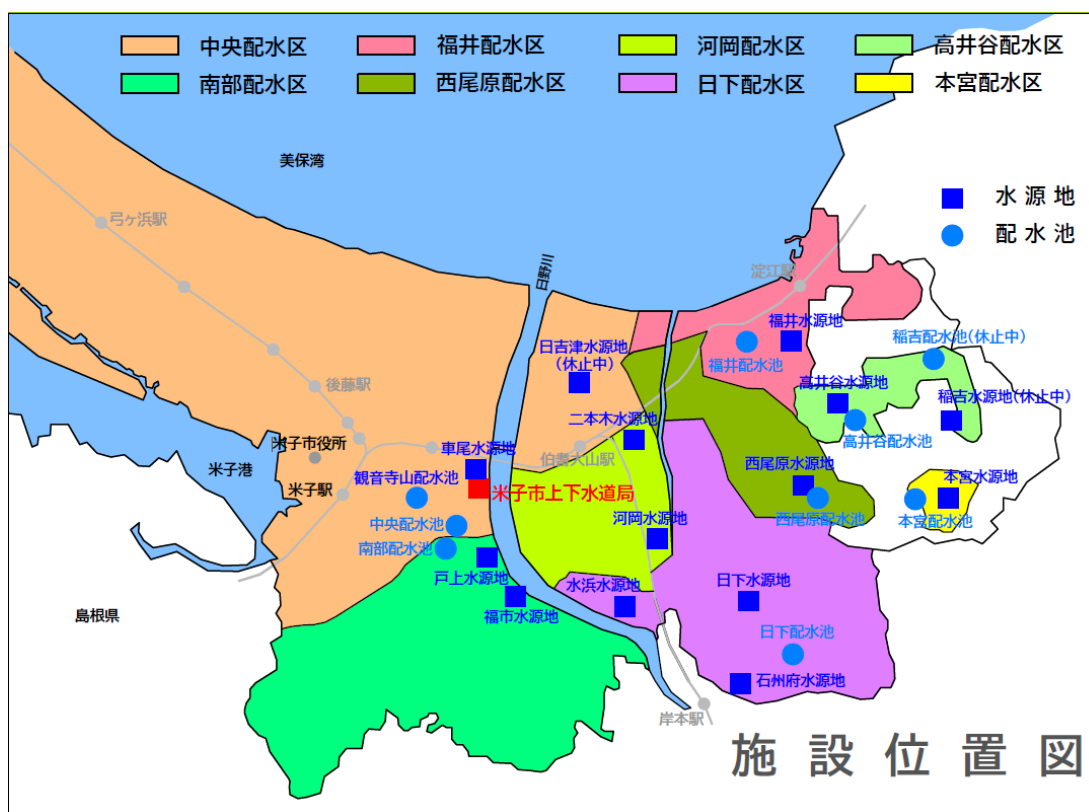 中央配水区
福井配水区
河岡配水区
高井谷配水区
南部配水区
西尾原配水区
日下配水区
本宮配水区
美保湾
水源地
配水池
弓ヶ浜駅
日野川
淀江駅
福井水源地
稲吉配水池(休止中)
日吉津水源地
(休止中)
福井配水池
後藤駅
高井谷水源地
稲吉水源地(休止中)
二本木水源地
高井谷配水池
米子市役所
車尾水源地
伯耆大山駅
米子港
観音寺山配水池
西尾原水源地
本宮水源地
米子駅
米子市上下水道局
中央配水池
河岡水源地
西尾原配水池
本宮配水池
南部配水池
戸上水源地
水浜水源地
日下水源地
福市水源地
島根県
日下配水池
石州府水源地
岸本駅
施設位置図